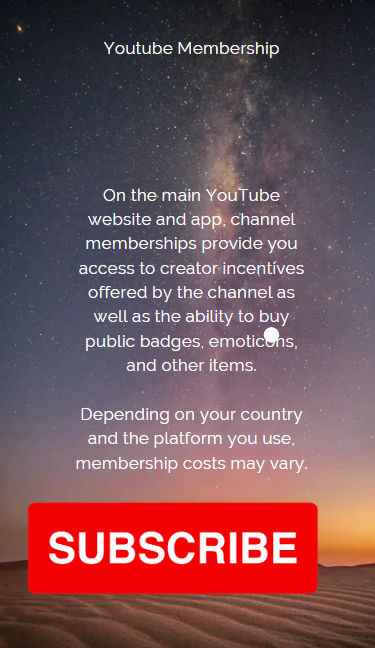 Youtube Membership
On the main YouTube
website and app, channel
memberships provide you
access to creator incentives
offered by the channel as
well as the ability to buy
public badges, emoticons,
and other items.
Depending on your country
and the platform you use,
membership costs may vary.
SUBSCRIBE